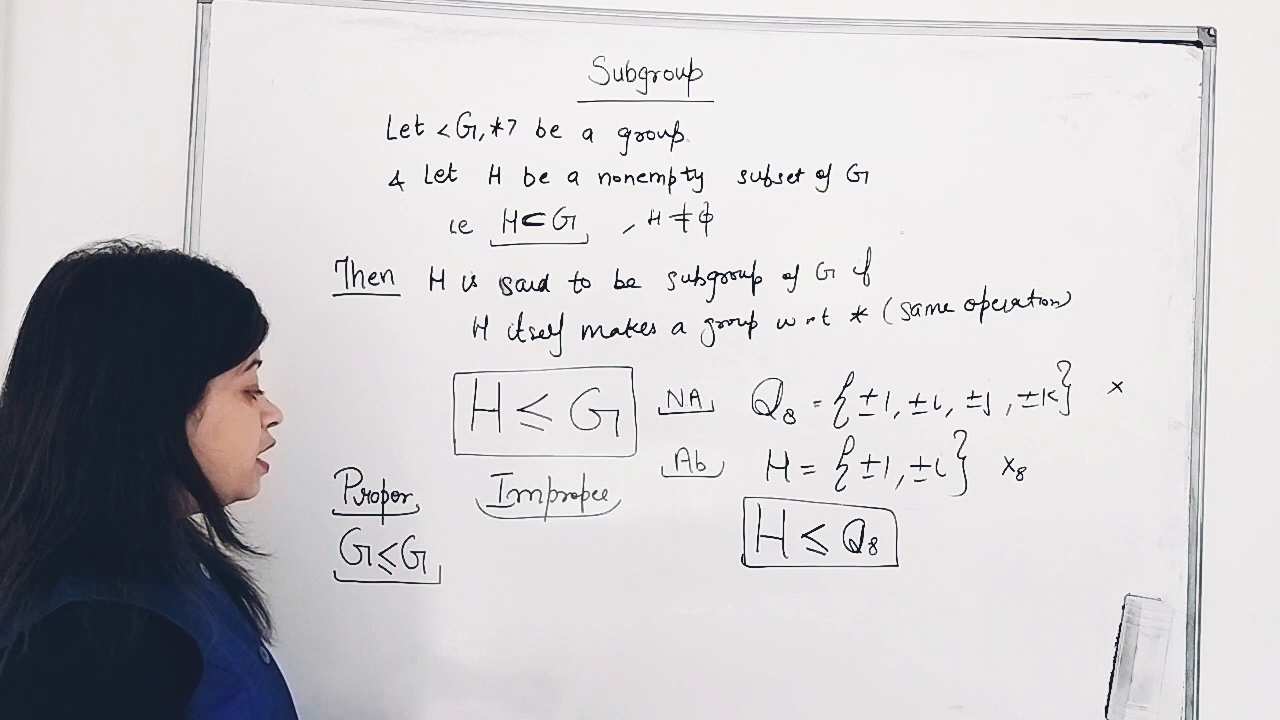 Subgroup
Let <G, *> be a group.
& Let H be a nonempty subset of G
ie H⊂G , H ≠ ϕ
Then H is said to be subgroup of G if
H itself makes a group w.r.t * (same operation)
H ≤ G NA Q8 = {±1, ±i, ±j, ±k} ×
Ab H = {±1, ±i} ×8
Proper Improper
G ≤ G H ≤ Q8